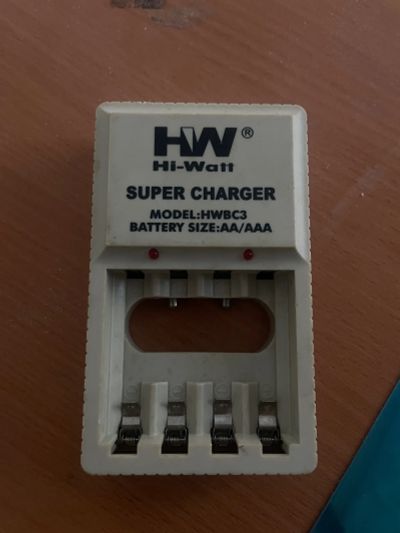 HW®
Hi-Watt
SUPER CHARGER
MODEL:HWBC3
BATTERY SIZE:AA/AAA